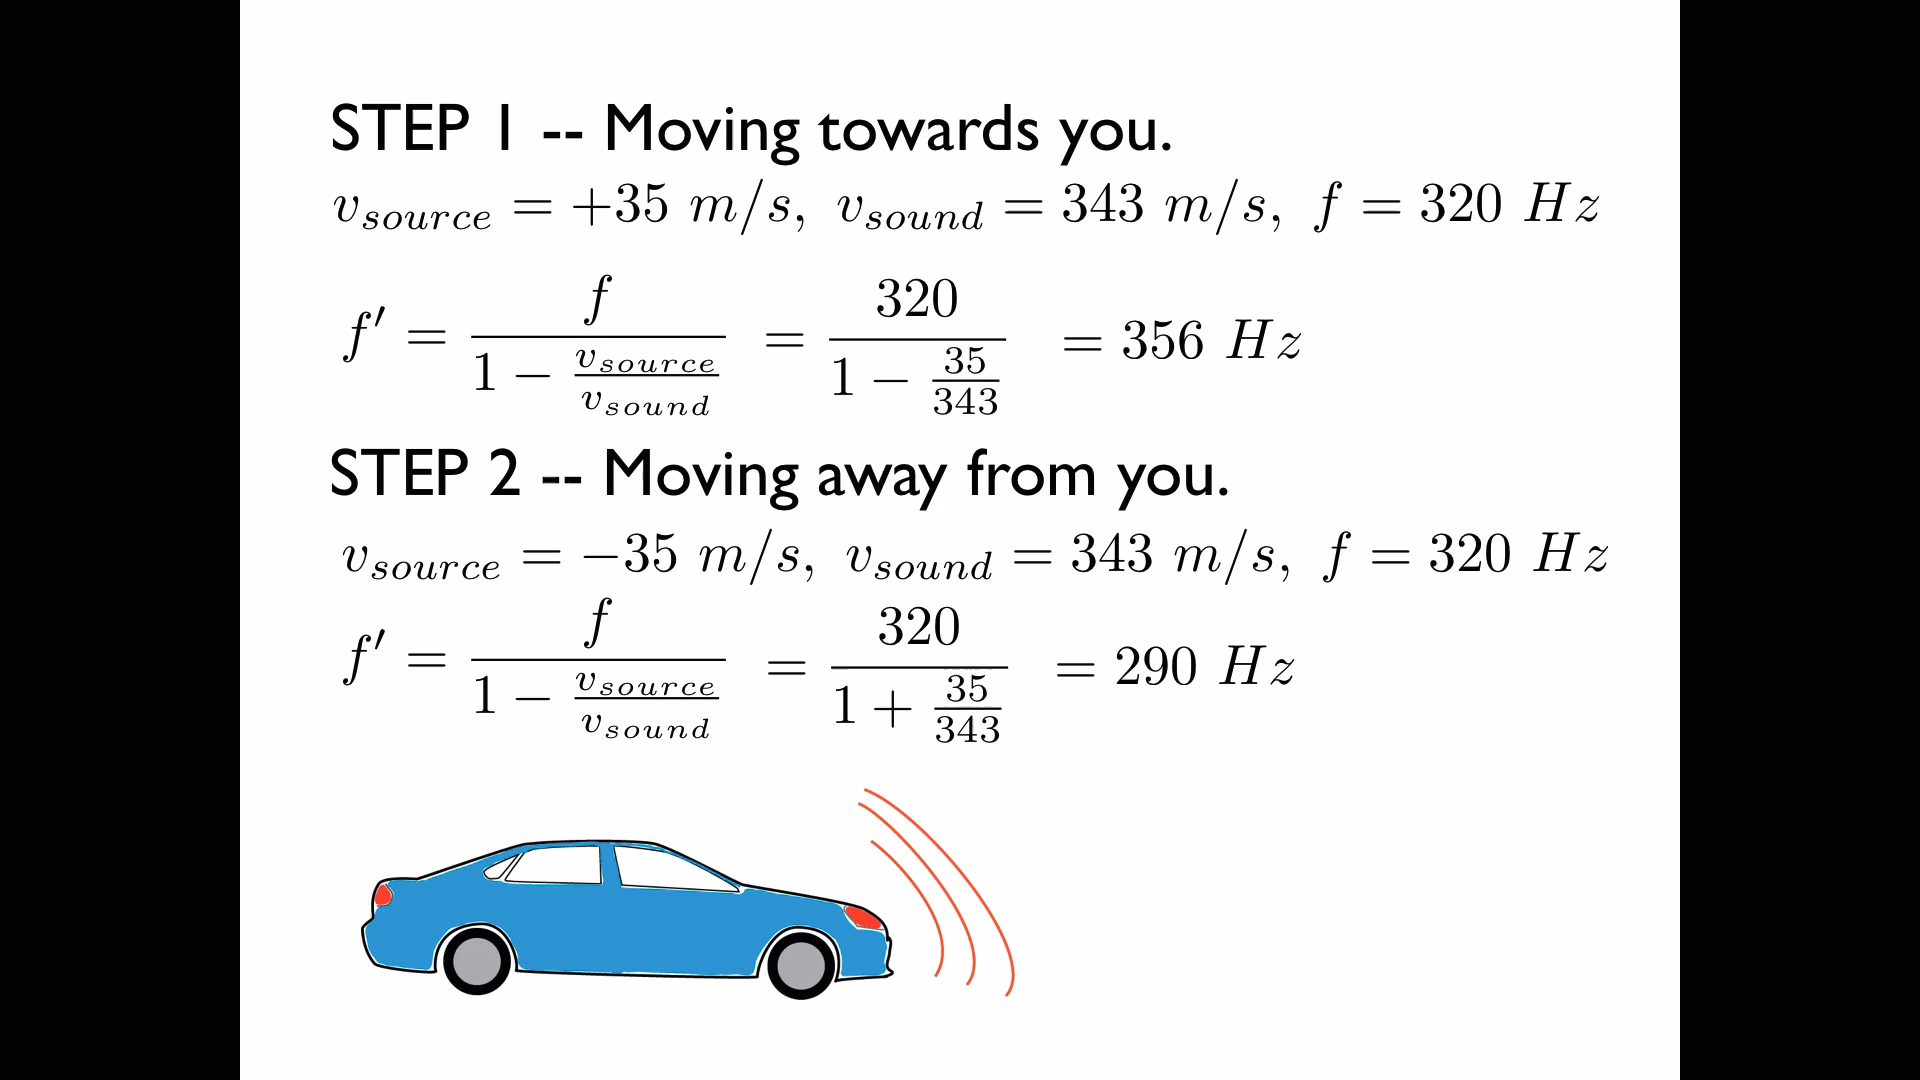 STEP 1 -- Moving towards you.
v_source = +35 m/s, v_sound = 343 m/s, f = 320 Hz
f′ = f / (1 − v_source/v_sound) = 320 / (1 − 35/343) = 356 Hz
STEP 2 -- Moving away from you.
v_source = −35 m/s, v_sound = 343 m/s, f = 320 Hz
f′ = f / (1 − v_source/v_sound) = 320 / (1 + 35/343) = 290 Hz